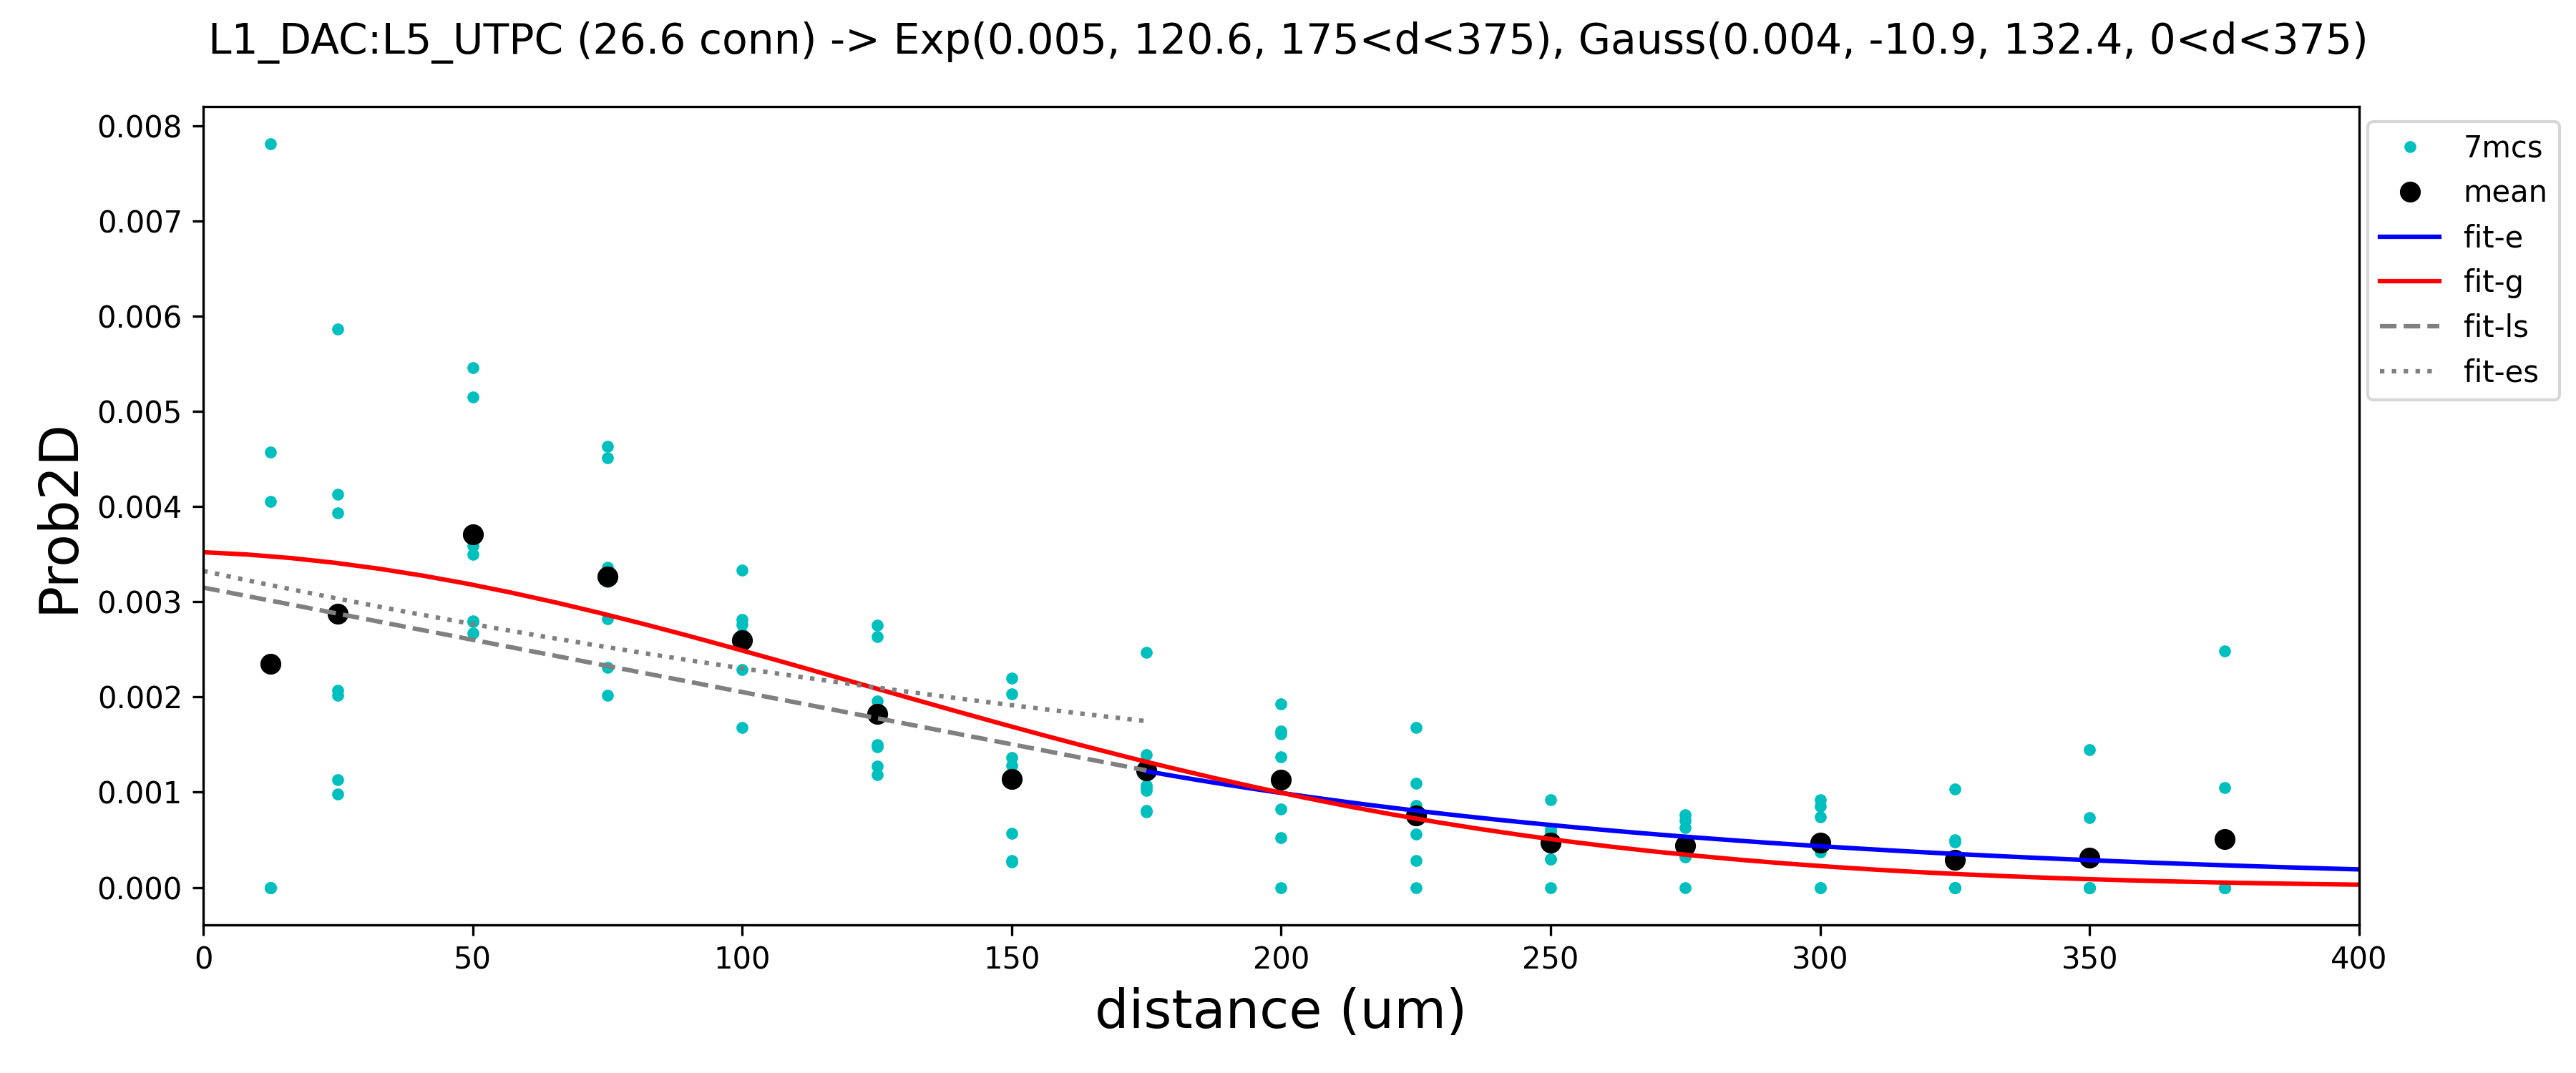 L1_DAC:L5_UTPC (26.6 conn) -> Exp(0.005, 120.6, 175<d<375), Gauss(0.004, -10.9, 132.4, 0<d<375)
0.008
0.007
0.006
0.005
0.004
0.003
0.002
0.001
0.000
Prob2D
0 50 100 150 200 250 300 350 400
distance (um)
7mcs
mean
fit-e
fit-g
fit-ls
fit-es